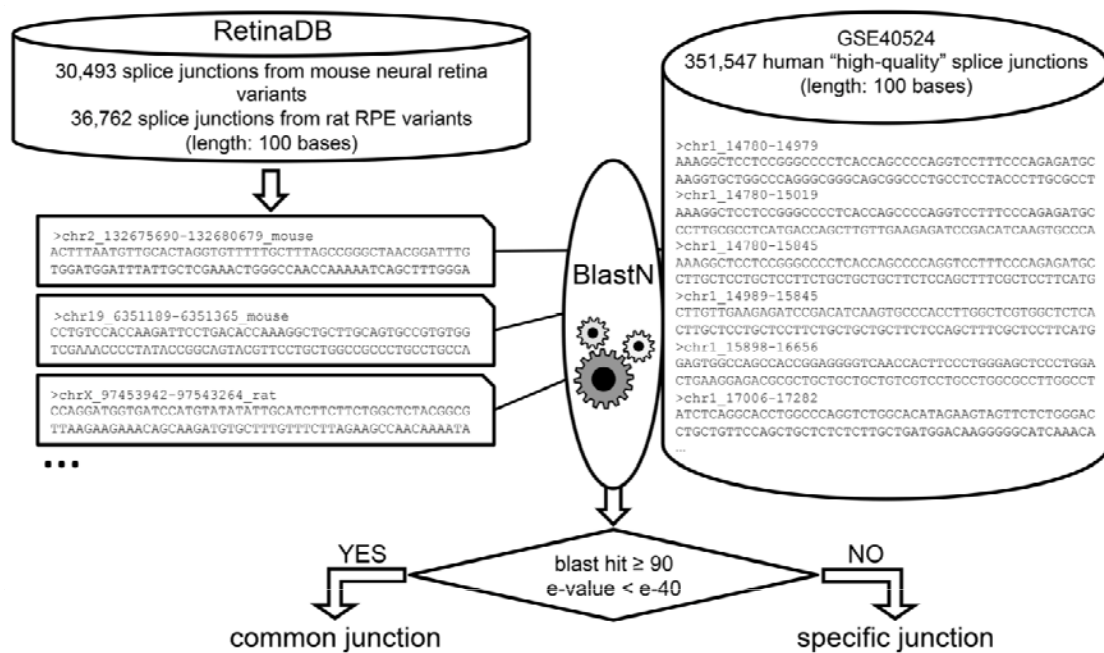 RetinaDB
30,493 splice junctions from mouse neural retina
variants
36,762 splice junctions from rat RPE variants
(length: 100 bases)
>chr2_132675690-132680679_mouse
ACTTTAATGTTGCACTAGGTGTTTTTGCTTTAGCCGGGCTAACGGATTTG
TGGATGGATTTATTGCTCGAAACTGGGCCAACCAAAAATCAGCTTTGGGA
>chr19_6351189-6351365_mouse
CCTGTCCACCAAGATTCCTGACACCAAAGGCTGCTTGCAGTGCCGTGTGG
TCGAAACCCCTATACCGGCAGTACGTTCCTGCTGGCCGCCCTGCCTGCCA
>chrX_97453942-97543264_rat
CCAGGATGGTGATCCATGTATATATTGCATCTTCTTCTGGCTCTACGGCG
TTAAGAAGAAACAGCAAGATGTGCTTTGTTTCTTAGAAGCCAACAAAATA
...
BlastN
GSE40524
351,547 human “high-quality” splice junctions
(length: 100 bases)
>chr1_14780-14979
AAAGGCTCCTCCGGGCCCCTCACCAGCCCCAGGTCCTTTCCCAGAGATGC
AAGGTGCTGGCCCAGGGCGGGCAGCGGCCCTGCCTCCTACCCTTGCGCCT
>chr1_14780-15019
AAAGGCTCCTCCGGGCCCCTCACCAGCCCCAGGTCCTTTCCCAGAGATGC
CCTTGCGCCTCATGACCAGCTTGTTGAAGAGATCCGACATCAAGTGCCCA
>chr1_14780-15845
AAAGGCTCCTCCGGGCCCCTCACCAGCCCCAGGTCCTTTCCCAGAGATGC
CTTGCTCCTGCTCCTTCTGCTGCTGCTTCTCCAGCTTTCGCTCCTTCATG
>chr1_14989-15845
CTTGTTGAAGAGATCCGACATCAAGTGCCCACCTTGGCTCGTGGCTCTCA
CTTGCTCCTGCTCCTTCTGCTGCTGCTTCTCCAGCTTTCGCTCCTTCATG
>chr1_15898-16656
GAGTGGCCAGCCACCGGAGGGGTCAACCACTTCCCTGGGAGCTCCCTGGA
CTGAAGGAGACGCGCTGCTGCTGCTGTCGTCCTGCCTGGCGCCTTGGCCT
>chr1_17006-17282
ATCTCAGGCACCTGGCCCAGGTCTGGCACATAGAAGTAGTTCTCTGGGAC
CTGCTGTTCCAGCTGCTCTCTCTTGCTGATGGACAAGGGGGCATCAAACA
...
YES
blast hit ≥ 90
e-value < e-40
NO
common junction
specific junction